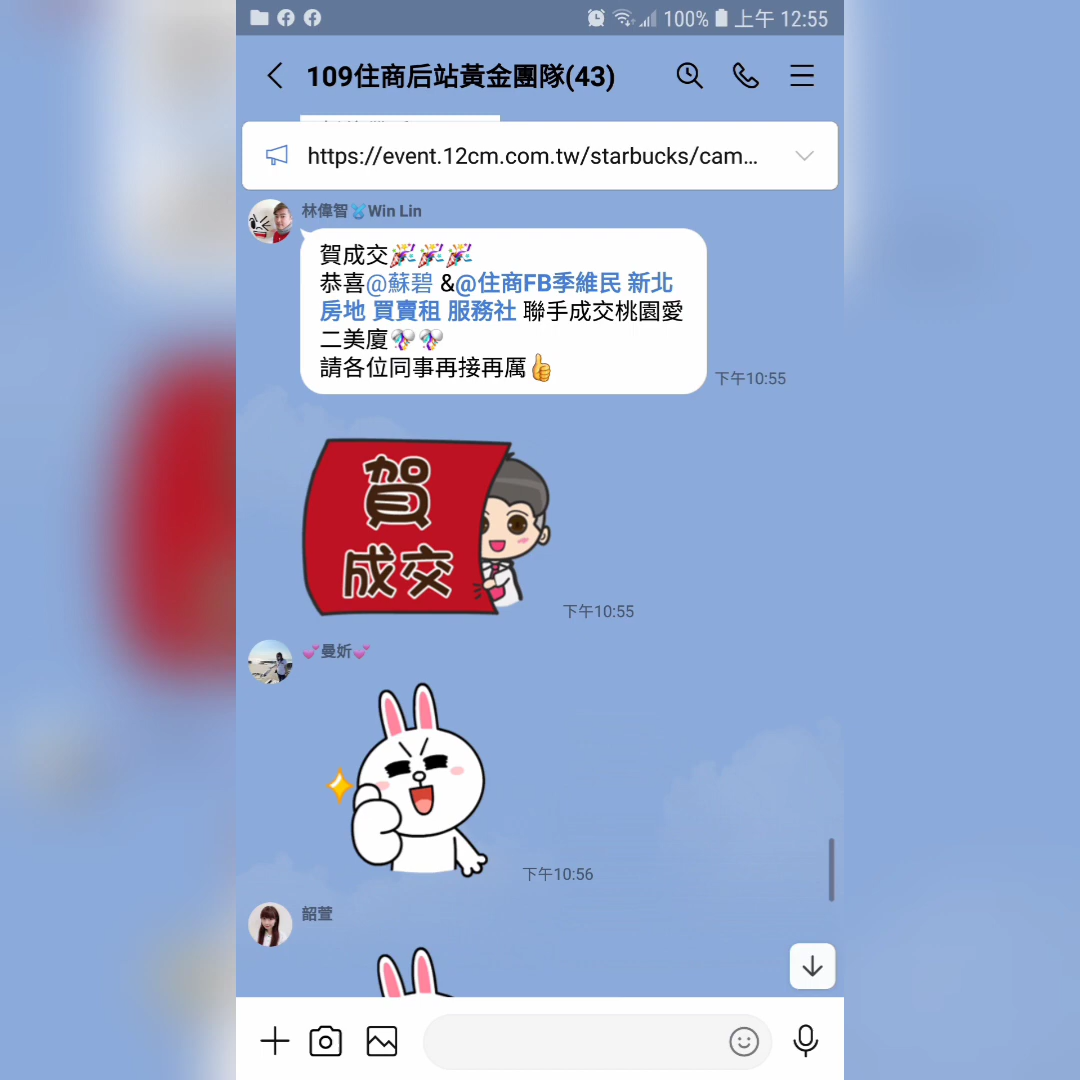 100% 上午 12:55
109住商后站黃金團隊(43)
https://event.12cm.com.tw/starbucks/cam...
林偉智🥎Win Lin
賀成交🎉🎉🎉
恭喜@蘇碧 &@住商FB季維民 新北
房地 買賣租 服務社 聯手成交桃園愛
二美廈🎊🎊
請各位同事再接再厲👍
下午10:55
賀
成交
下午10:55
💕曼妡💕
下午10:56
韶萱